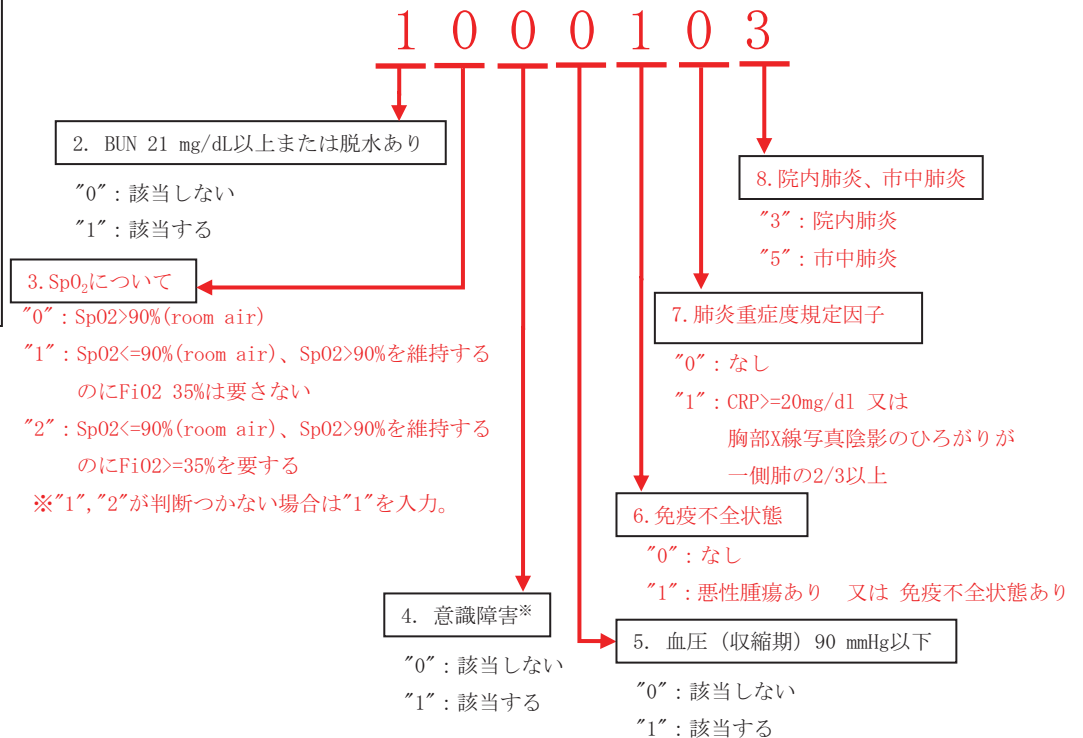 1 0 0 0 1 0 3
2. BUN 21 mg/dL以上または脱水あり
"0"：該当しない
"1"：該当する
3.SpO₂について
"0"：SpO2>90%(room air)
"1"：SpO2<=90%(room air)、SpO2>90%を維持する
のにFiO2 35%は要さない
"2"：SpO2<=90%(room air)、SpO2>90%を維持する
のにFiO2>=35%を要する
※"1","2"が判断つかない場合は"1"を入力。
4. 意識障害※
"0"：該当しない
"1"：該当する
5. 血圧（収縮期）90 mmHg以下
"0"：該当しない
"1"：該当する
6.免疫不全状態
"0"：なし
"1"：悪性腫瘍あり　又は 免疫不全状態あり
7.肺炎重症度規定因子
"0"：なし
"1"：CRP>=20mg/dl 又は
胸部X線写真陰影のひろがりが
一側肺の2/3以上
8.院内肺炎、市中肺炎
"3"：院内肺炎
"5"：市中肺炎